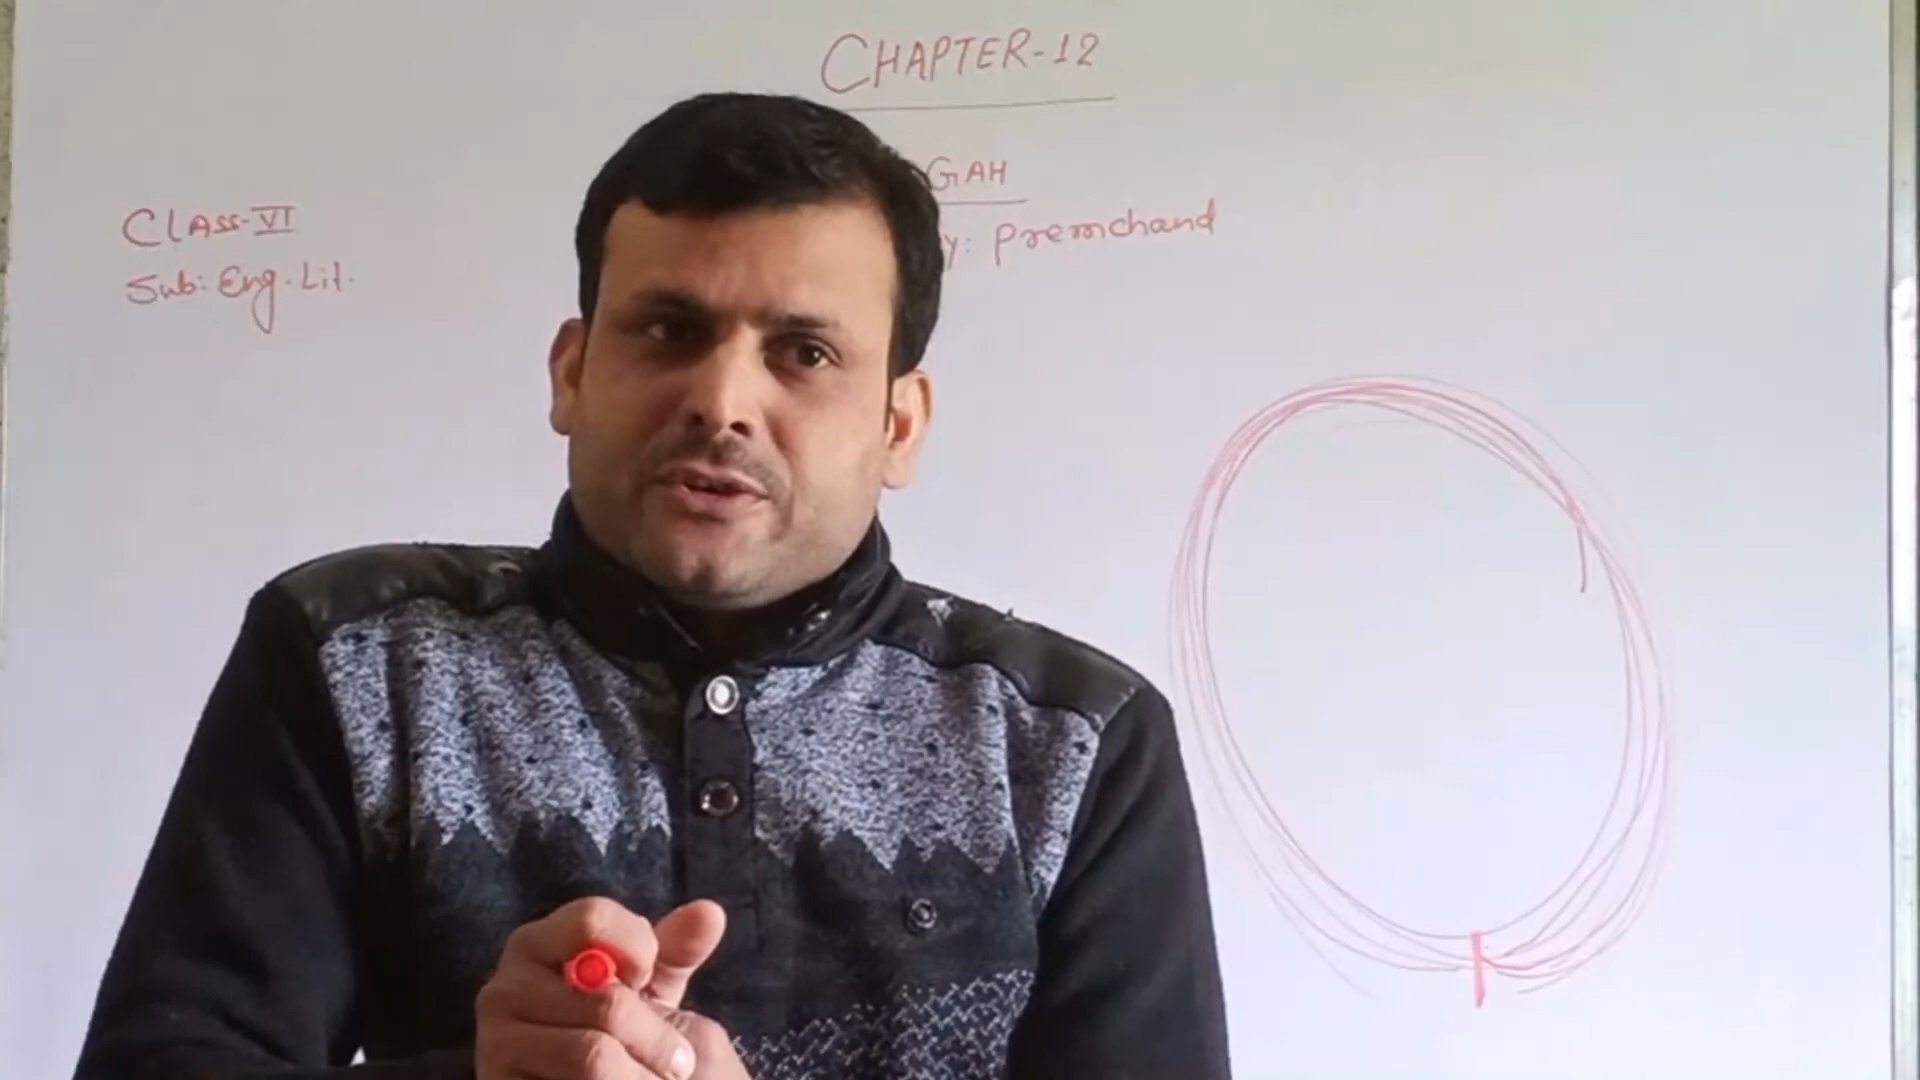 CHAPTER-12
GAH
CLASS-VI
y: Premchand
Sub: Eng. Lit.